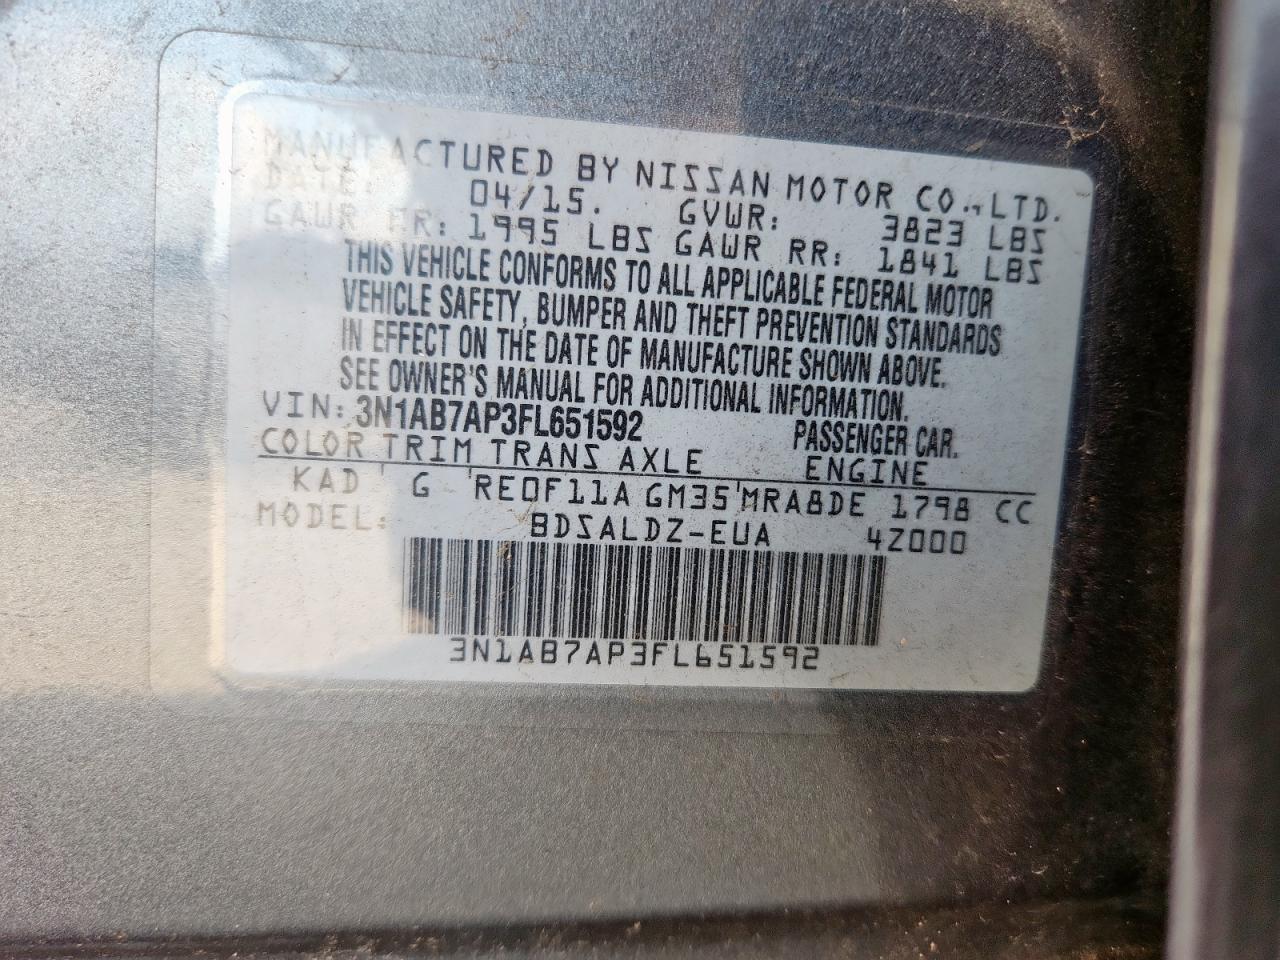 MANUFACTURED BY NISSAN MOTOR CO., LTD.
DATE: 04/15. GVWR: 3823 LBS
GAWR FR: 1995 LBS GAWR RR: 1841 LBS
THIS VEHICLE CONFORMS TO ALL APPLICABLE FEDERAL MOTOR
VEHICLE SAFETY, BUMPER AND THEFT PREVENTION STANDARDS
IN EFFECT ON THE DATE OF MANUFACTURE SHOWN ABOVE.
SEE OWNER'S MANUAL FOR ADDITIONAL INFORMATION.
VIN: 3N1AB7AP3FL651592 PASSENGER CAR.
COLOR TRIM TRANS AXLE ENGINE
KAD ' G ' RE0F11A GM35 ' MRA8DE 1798 CC
MODEL: BDSALDZ-EUA 4Z000
3N1AB7AP3FL651592